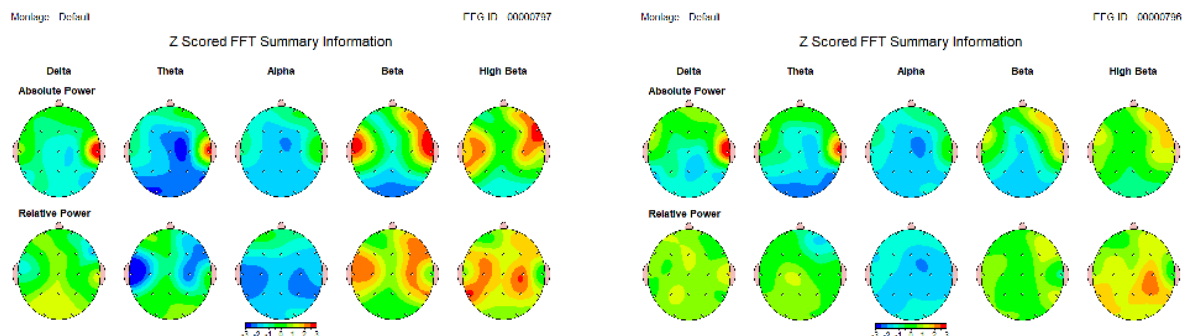 Montage Default EEG ID 00000797
Z Scored FFT Summary Information
Delta Theta Alpha Beta High Beta
Absolute Power
Relative Power
Montage Default EEG ID 00000796
Z Scored FFT Summary Information
Delta Theta Alpha Beta High Beta
Absolute Power
Relative Power